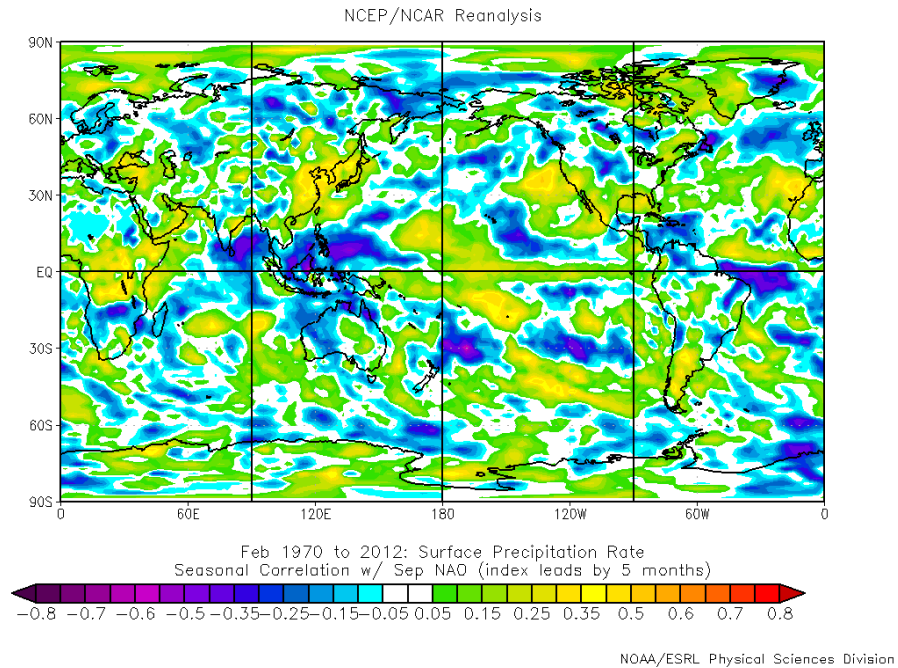 NCEP/NCAR Reanalysis
90N
60N
30N
EQ
30S
60S
90S
0 60E 120E 180 120W 60W 0
Feb 1970 to 2012: Surface Precipitation Rate
Seasonal Correlation w/ Sep NAO (index leads by 5 months)
-0.8 -0.7 -0.6 -0.5 -0.35 -0.25 -0.15 -0.05 0.05 0.15 0.25 0.35 0.5 0.6 0.7 0.8
NOAA/ESRL Physical Sciences Division